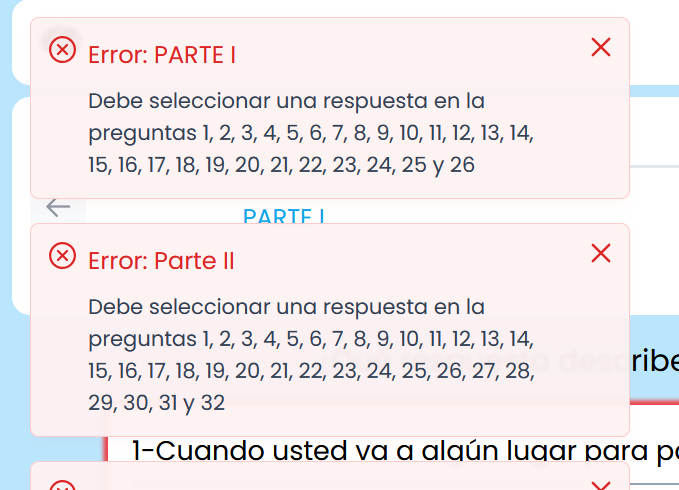 Error: PARTE I
Debe seleccionar una respuesta en la
preguntas 1, 2, 3, 4, 5, 6, 7, 8, 9, 10, 11, 12, 13, 14,
15, 16, 17, 18, 19, 20, 21, 22, 23, 24, 25 y 26
PARTE I
Error: Parte II
Debe seleccionar una respuesta en la
preguntas 1, 2, 3, 4, 5, 6, 7, 8, 9, 10, 11, 12, 13, 14,
15, 16, 17, 18, 19, 20, 21, 22, 23, 24, 25, 26, 27, 28,
29, 30, 31 y 32
¿Qué respuesta describe
1-Cuando usted va a algún lugar para